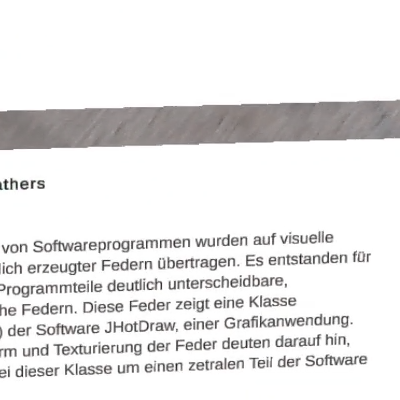 athers
von Softwareprogrammen wurden auf visuelle
lich erzeugter Federn übertragen. Es entstanden für
Programmteile deutlich unterscheidbare,
he Federn. Diese Feder zeigt eine Klasse
) der Software JHotDraw, einer Grafikanwendung.
rm und Texturierung der Feder deuten darauf hin,
ei dieser Klasse um einen zetralen Teil der Software